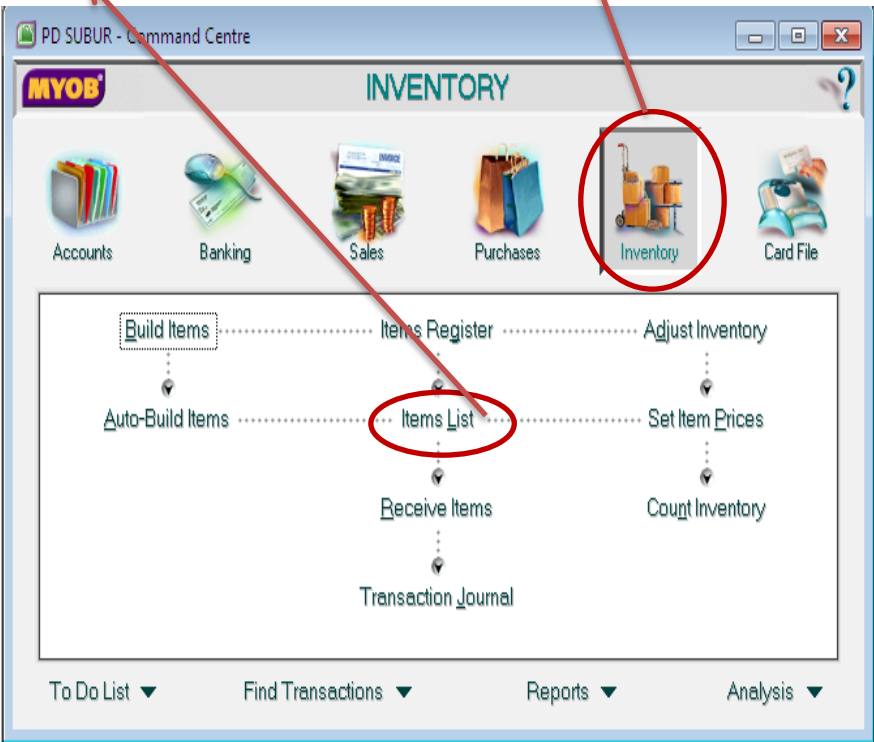 PD SUBUR - Command Centre
MYOB INVENTORY ?
Accounts Banking Sales Purchases Inventory Card File
Build Items Items Register Adjust Inventory
Auto-Build Items Items List Set Item Prices
Receive Items Count Inventory
Transaction Journal
To Do List Find Transactions Reports Analysis